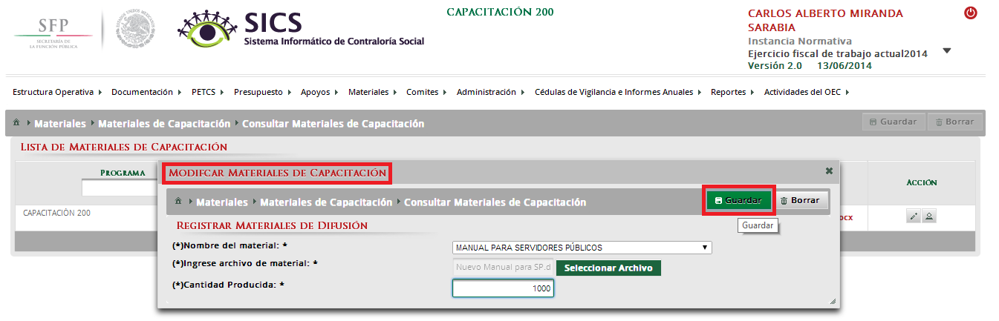 SFP
SECRETARÍA DE
LA FUNCIÓN PÚBLICA
ESTADOS UNIDOS MEXICANOS
SICS
Sistema Informático de Contraloría Social
CAPACITACIÓN 200
CARLOS ALBERTO MIRANDA
SARABIA
Instancia Normativa
Ejercicio fiscal de trabajo actual2014
Versión 2.0 13/06/2014
Estructura Operativa Documentación PETCS Presupuesto Apoyos Materiales Comites Administración Cédulas de Vigilancia e Informes Anuales Reportes Actividades del OEC
Materiales Materiales de Capacitación Consultar Materiales de Capacitación Guardar Borrar
Lista de Materiales de Capacitación
Programa
Acción
CAPACITACIÓN 200
ocx
Modifcar Materiales de Capacitación
Materiales Materiales de Capacitación Consultar Materiales de Capacitación Guardar Borrar
Guardar
Registrar Materiales de Difusión
(*)Nombre del material: * MANUAL PARA SERVIDORES PÚBLICOS
(*)Ingrese archivo de material: * Nuevo Manual para SP.d Seleccionar Archivo
(*)Cantidad Producida: * 1000